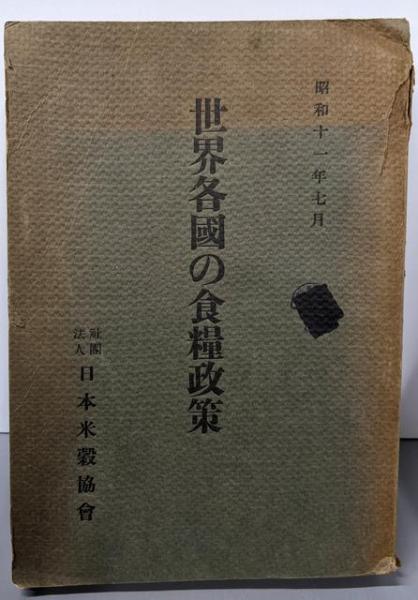 昭和十一年七月
世界各國の食糧政策
社團法人 日本米穀協會